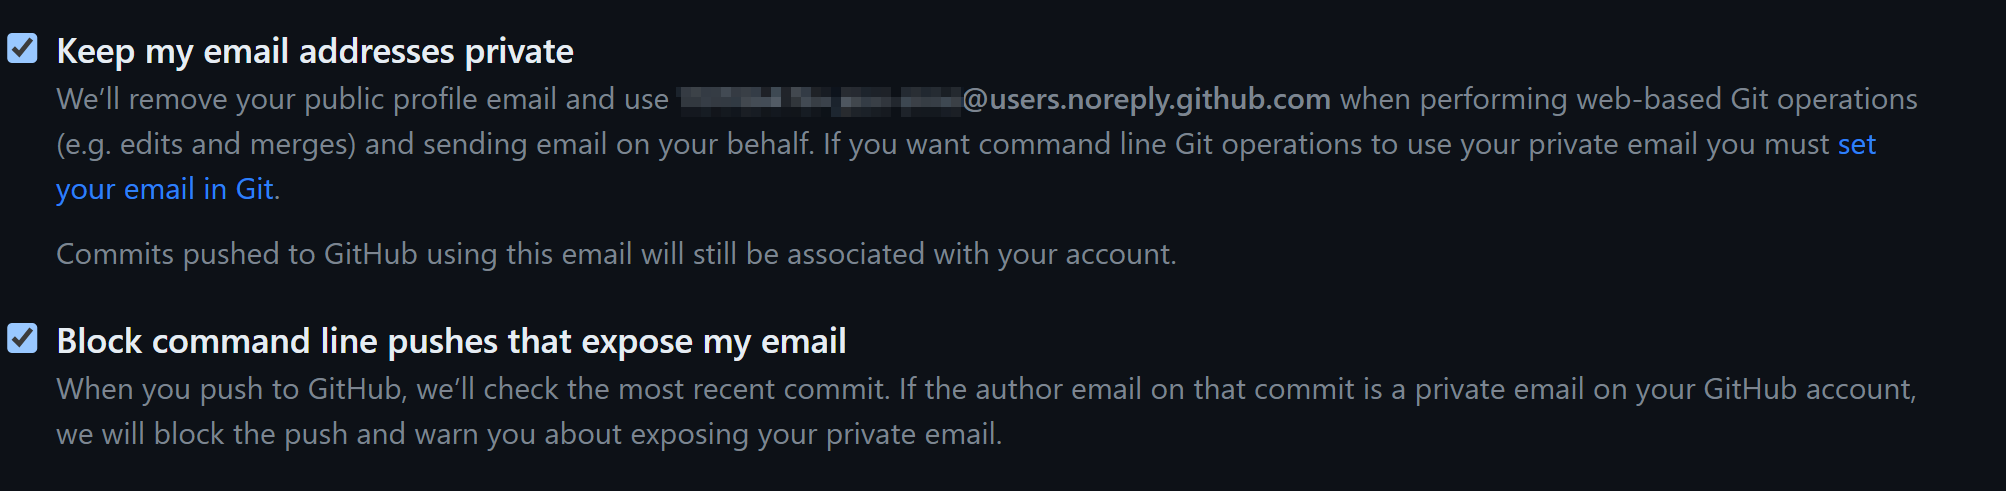 Keep my email addresses private
We’ll remove your public profile email and use @users.noreply.github.com when performing web-based Git operations
(e.g. edits and merges) and sending email on your behalf. If you want command line Git operations to use your private email you must set
your email in Git.
Commits pushed to GitHub using this email will still be associated with your account.
Block command line pushes that expose my email
When you push to GitHub, we’ll check the most recent commit. If the author email on that commit is a private email on your GitHub account,
we will block the push and warn you about exposing your private email.